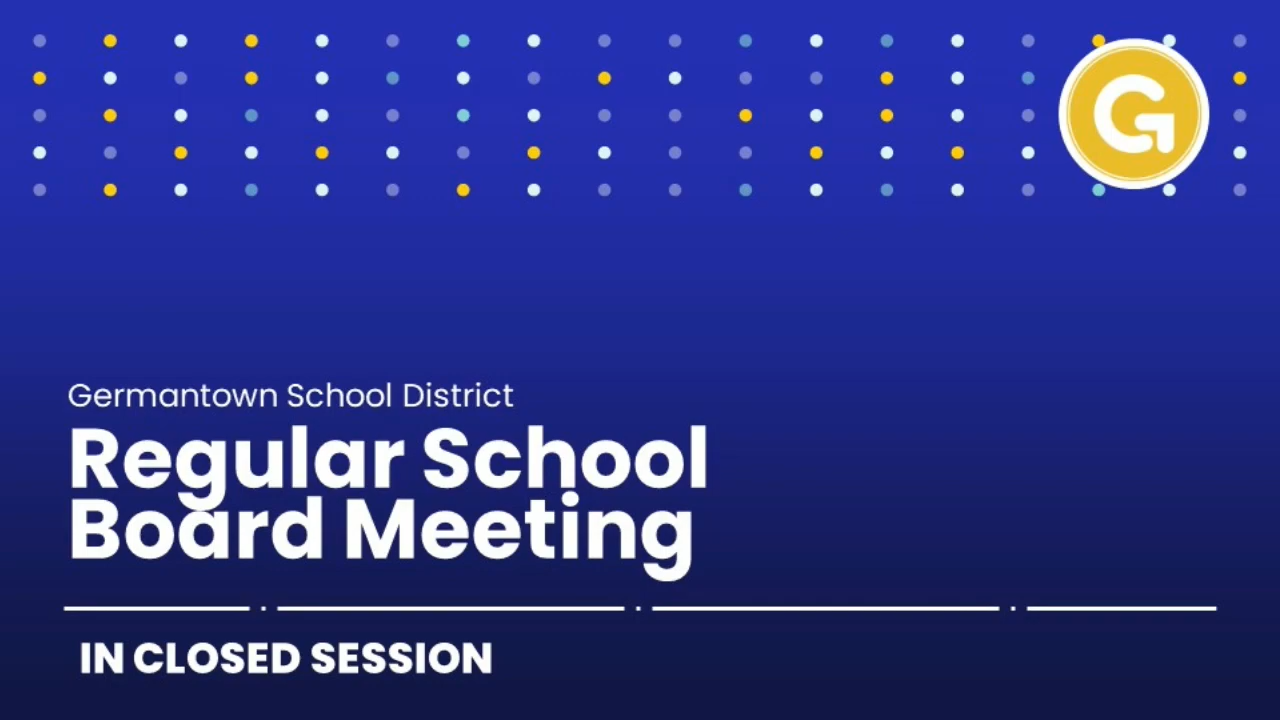 G
Germantown School District
Regular School
Board Meeting
IN CLOSED SESSION